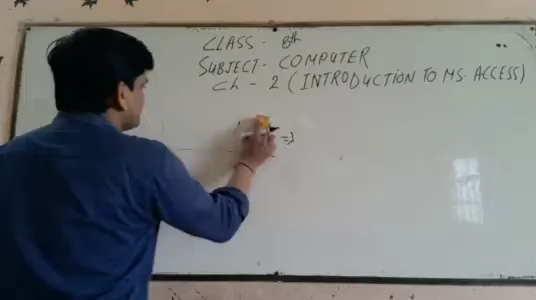 CLASS - 8th
SUBJECT - COMPUTER
Ch - 2 (INTRODUCTION TO MS. ACCESS)